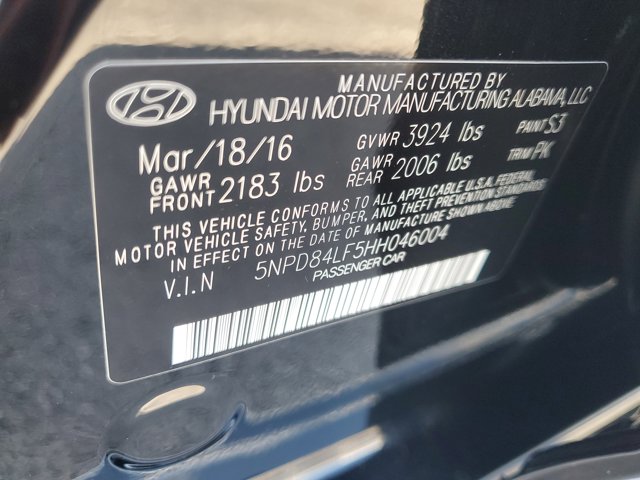 MANUFACTURED BY
HYUNDAI MOTOR MANUFACTURING ALABAMA, LLC
Mar/18/16 GVWR 3924 lbs PAINT S3
GAWR FRONT 2183 lbs GAWR REAR 2006 lbs TRIM PK
THIS VEHICLE CONFORMS TO ALL APPLICABLE U.S.A. FEDERAL
MOTOR VEHICLE SAFETY, BUMPER, AND THEFT PREVENTION STANDARDS
IN EFFECT ON THE DATE OF MANUFACTURE SHOWN ABOVE.
V.I.N 5NPD84LF5HH046004
PASSENGER CAR